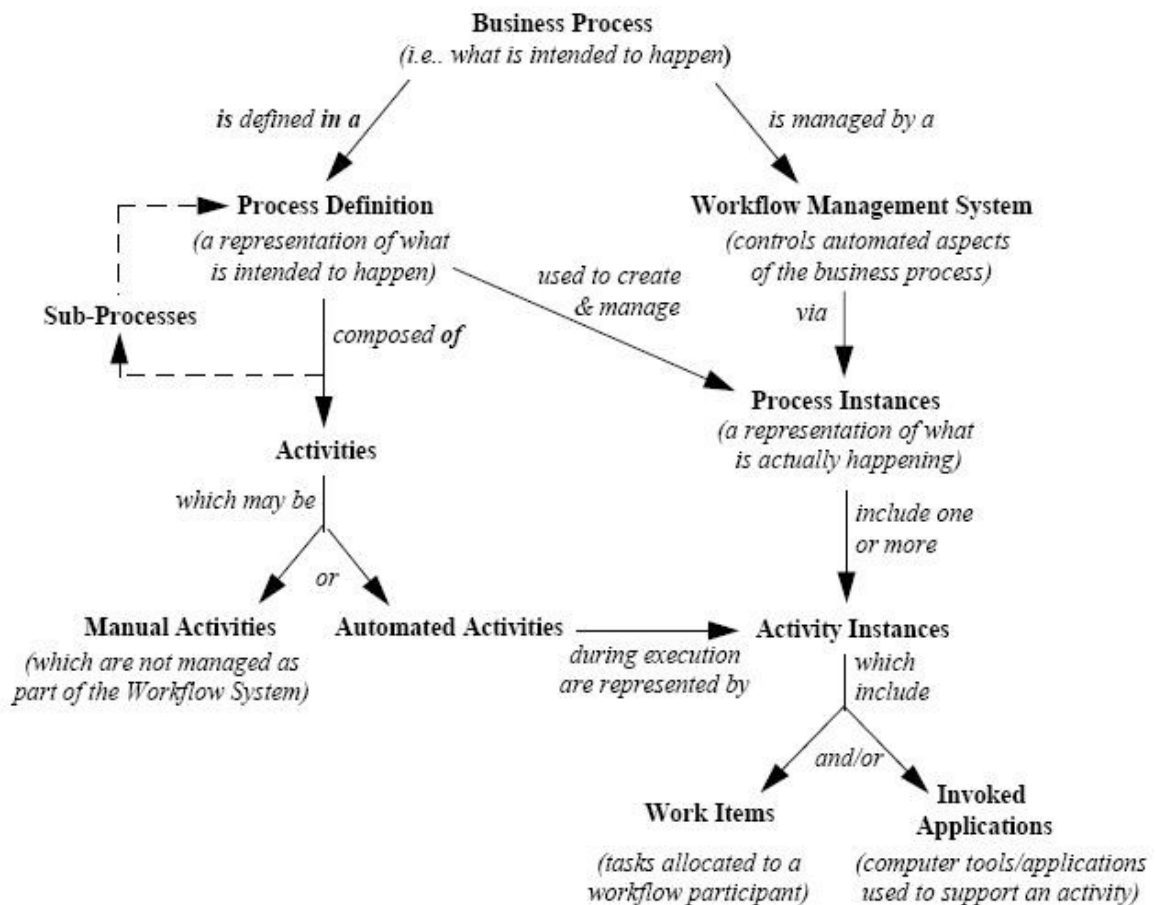 Business Process
(i.e.. what is intended to happen)
is defined in a
is managed by a
Process Definition
(a representation of what
is intended to happen)
Workflow Management System
(controls automated aspects
of the business process)
used to create
& manage
via
Sub-Processes
composed of
Process Instances
(a representation of what
is actually happening)
Activities
which may be
include one
or more
or
Manual Activities
(which are not managed as
part of the Workflow System)
Automated Activities
during execution
are represented by
Activity Instances
which
include
and/or
Work Items
(tasks allocated to a
workflow participant)
Invoked
Applications
(computer tools/applications
used to support an activity)